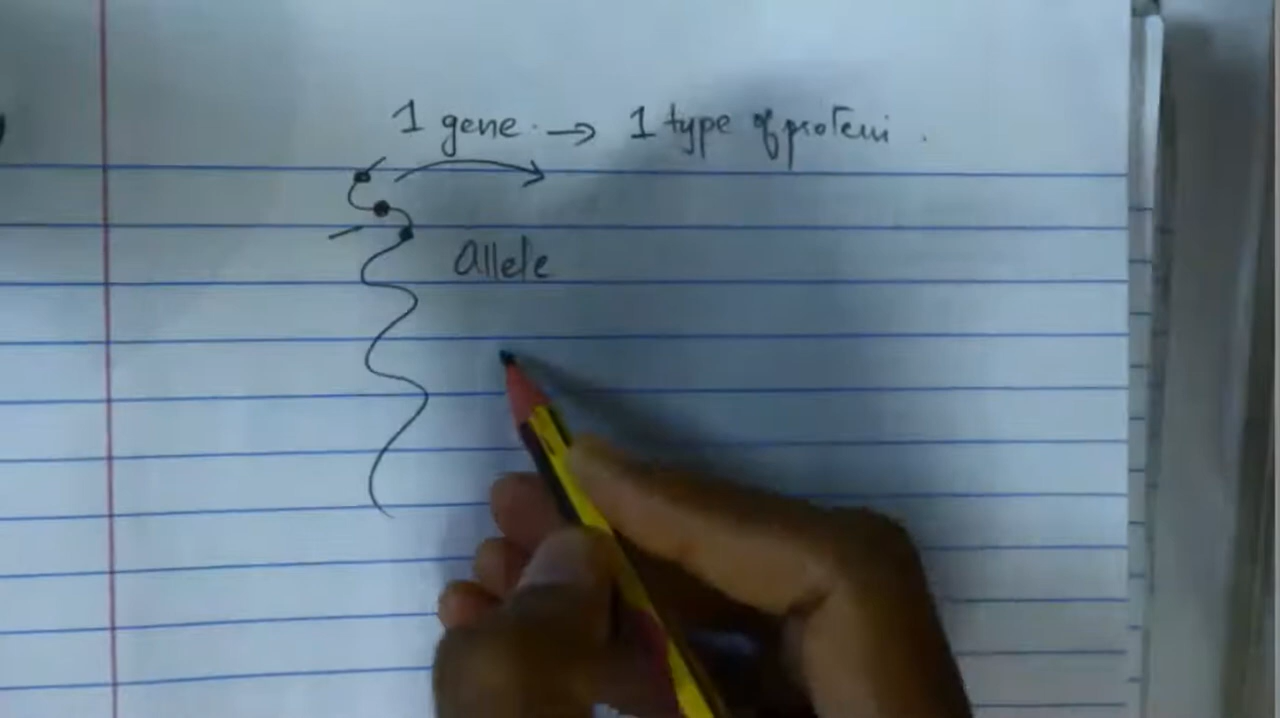 1 gene. → 1 type of protein.
allele